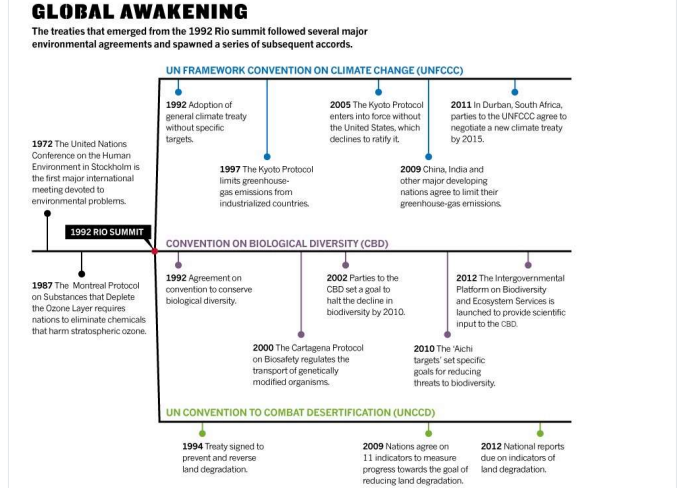 GLOBAL AWAKENING
The treaties that emerged from the 1992 Rio summit followed several major
environmental agreements and spawned a series of subsequent accords.
1972 The United Nations
Conference on the Human
Environment in Stockholm is
the first major international
meeting devoted to
environmental problems.
1992 RIO SUMMIT
1987 The Montreal Protocol
on Substances that Deplete
the Ozone Layer requires
nations to eliminate chemicals
that harm stratospheric ozone.
UN FRAMEWORK CONVENTION ON CLIMATE CHANGE (UNFCCC)
1992 Adoption of
general climate treaty
without specific
targets.
1997 The Kyoto Protocol
limits greenhouse-
gas emissions from
industrialized countries.
2005 The Kyoto Protocol
enters into force without
the United States, which
declines to ratify it.
2009 China, India and
other major developing
nations agree to limit their
greenhouse-gas emissions.
2011 In Durban, South Africa,
parties to the UNFCCC agree to
negotiate a new climate treaty
by 2015.
CONVENTION ON BIOLOGICAL DIVERSITY (CBD)
1992 Agreement on
convention to conserve
biological diversity.
2000 The Cartagena Protocol
on Biosafety regulates the
transport of genetically
modified organisms.
2002 Parties to the
CBD set a goal to
halt the decline in
biodiversity by 2010.
2010 The ‘Aichi
targets’ set specific
goals for reducing
threats to biodiversity.
2012 The Intergovernmental
Platform on Biodiversity
and Ecosystem Services is
launched to provide scientific
input to the CBD.
UN CONVENTION TO COMBAT DESERTIFICATION (UNCCD)
1994 Treaty signed to
prevent and reverse
land degradation.
2009 Nations agree on
11 indicators to measure
progress towards the goal of
reducing land degradation.
2012 National reports
due on indicators of
land degradation.